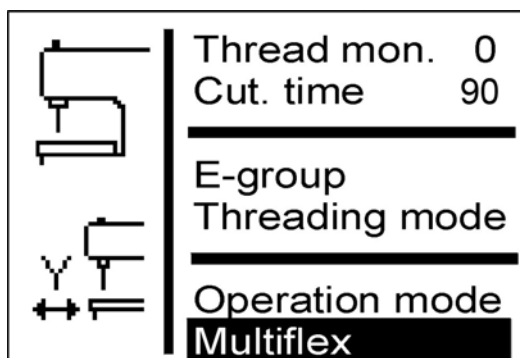 Thread mon. 0
Cut. time 90
E-group
Threading mode
Operation mode
Multiflex